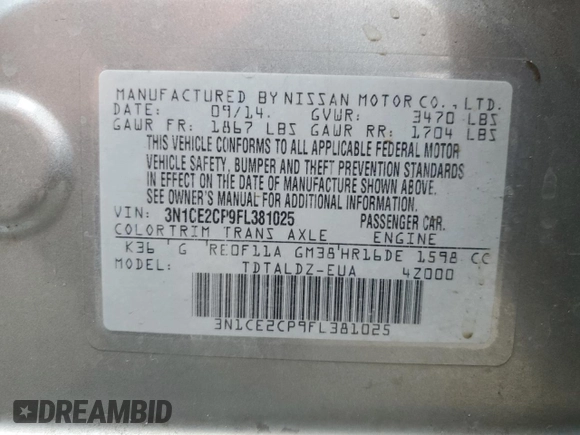 MANUFACTURED BY NISSAN MOTOR CO., LTD.
DATE: 09/14. GVWR: 3470 LBS
GAWR FR: 1867 LBS GAWR RR: 1704 LBS
THIS VEHICLE CONFORMS TO ALL APPLICABLE FEDERAL MOTOR
VEHICLE SAFETY, BUMPER AND THEFT PREVENTION STANDARDS
IN EFFECT ON THE DATE OF MANUFACTURE SHOWN ABOVE.
SEE OWNER'S MANUAL FOR ADDITIONAL INFORMATION.
VIN: 3N1CE2CP9FL381025 PASSENGER CAR.
COLOR TRIM TRANS AXLE ENGINE
K36 G RE0F11A GM38 HR16DE 1598 CC
MODEL: TDTALDZ-EUA 4Z000
3N1CE2CP9FL381025
DREAMBID